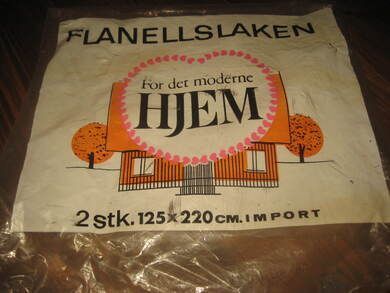 FLANELLSLAKEN
For det moderne
HJEM
2 stk. 125 x 220 CM. IMPORT